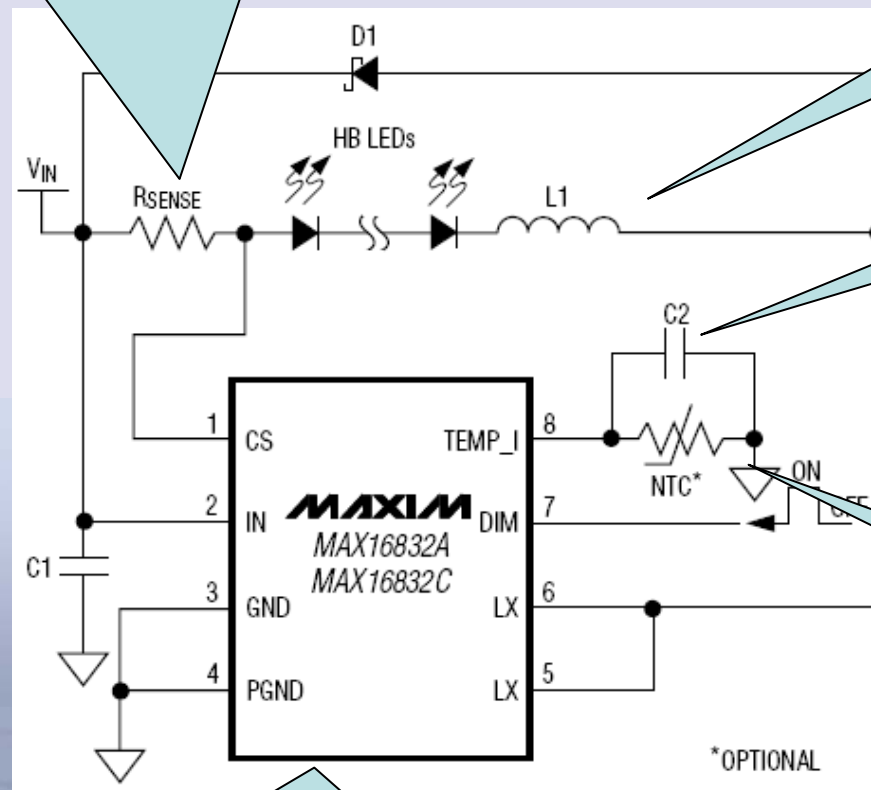 D1
HB LEDs
VIN
RSENSE
L1
C2
1
CS
TEMP_I
8
NTC*
ON
2
IN
MAXIM
DIM
7
MAX16832A
MAX16832C
C1
3
GND
LX
6
4
PGND
LX
5
*OPTIONAL